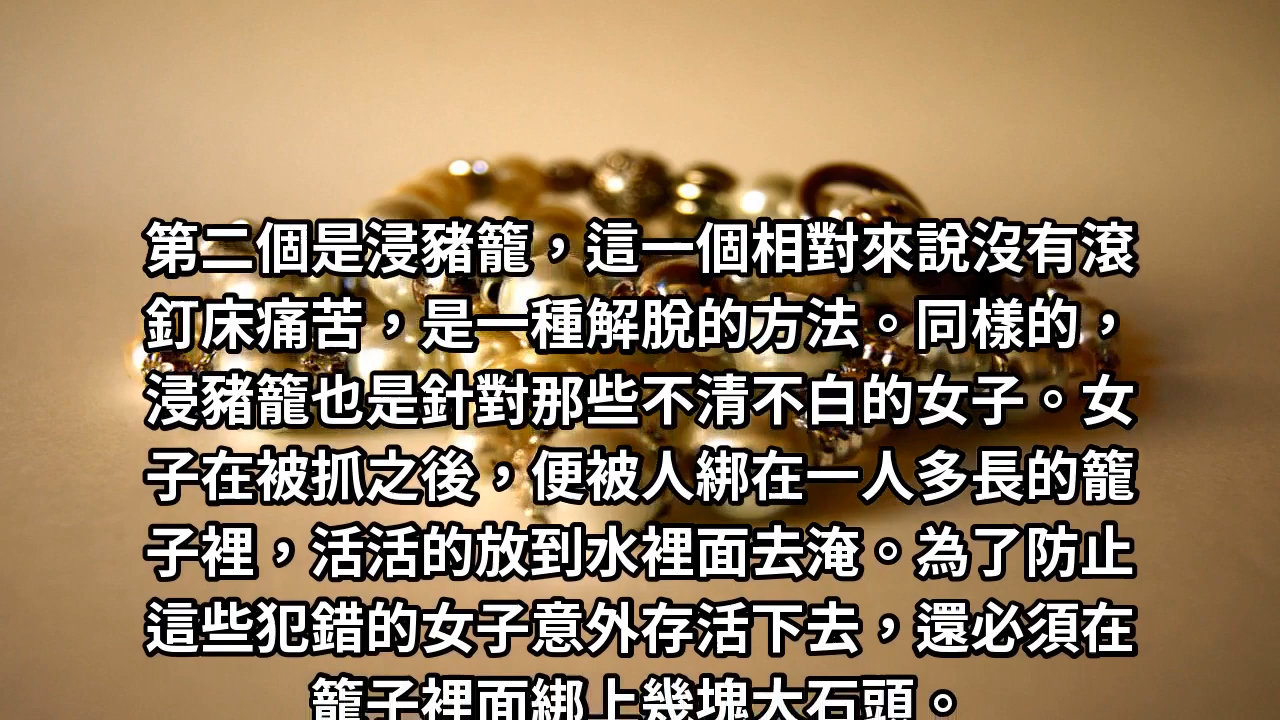 第二個是浸豬籠，這一個相對來說沒有滾
釘床痛苦，是一種解脫的方法。同樣的，
浸豬籠也是針對那些不清不白的女子。女
子在被抓之後，便被人綁在一人多長的籠
子裡，活活的放到水裡面去淹。為了防止
這些犯錯的女子意外存活下去，還必須在
籠子裡面綁上幾塊大石頭。